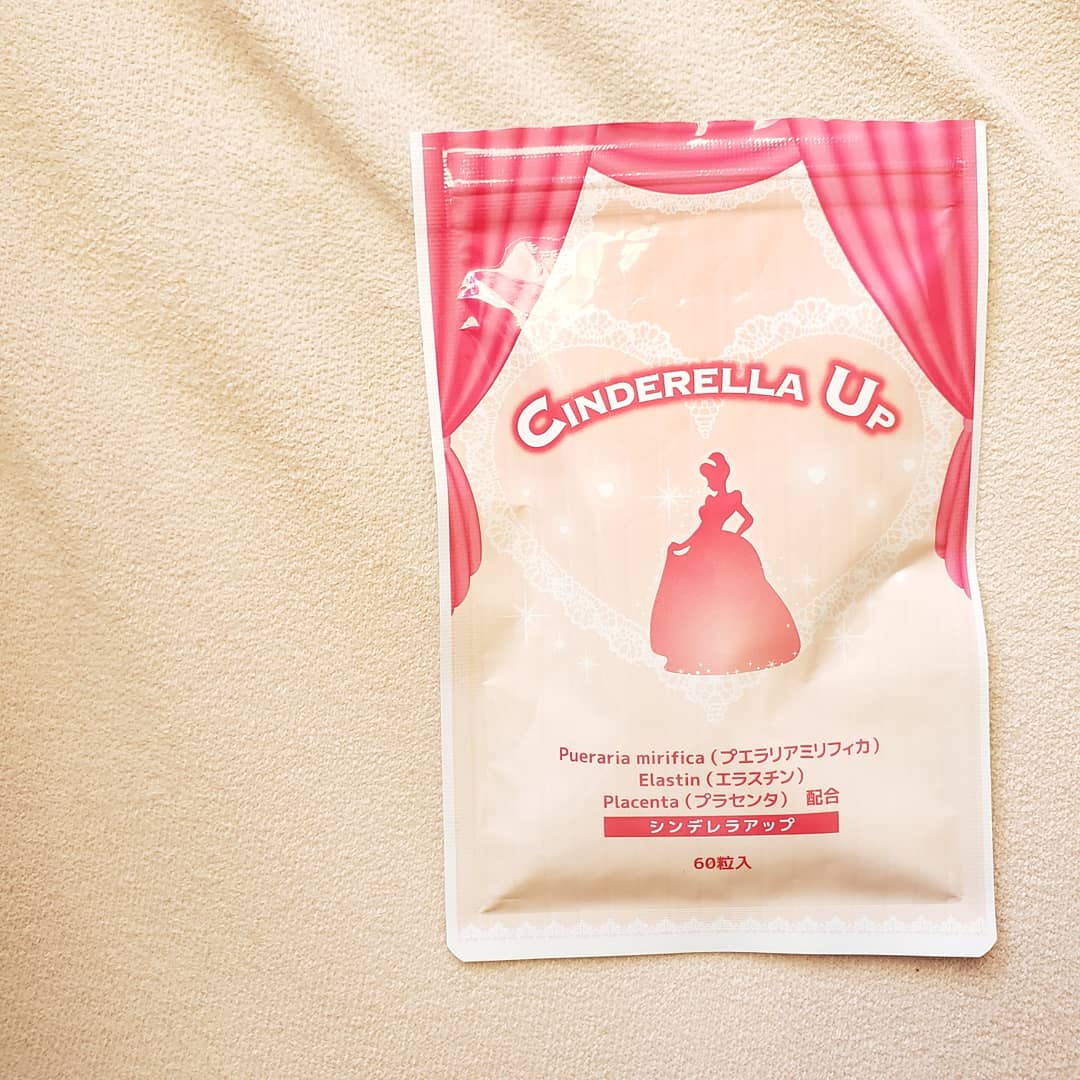 CINDERELLA UP
Pueraria mirifica (プエラリアミリフィカ)
Elastin (エラスチン)
Placenta (プラセンタ) 配合
シンデレラアップ
60粒入